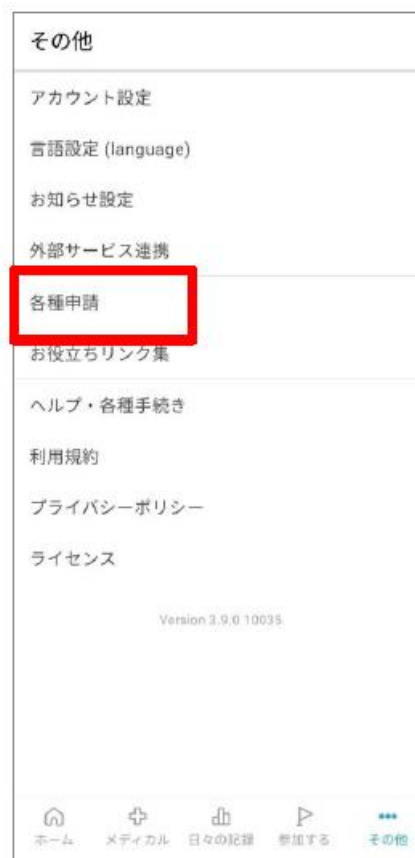 その他
アカウント設定
言語設定 (language)
お知らせ設定
外部サービス連携
各種申請
お役立ちリンク集
ヘルプ・各種手続き
利用規約
プライバシーポリシー
ライセンス
Version 3.9.0 10035
ホーム メディカル 日々の記録 参加する その他